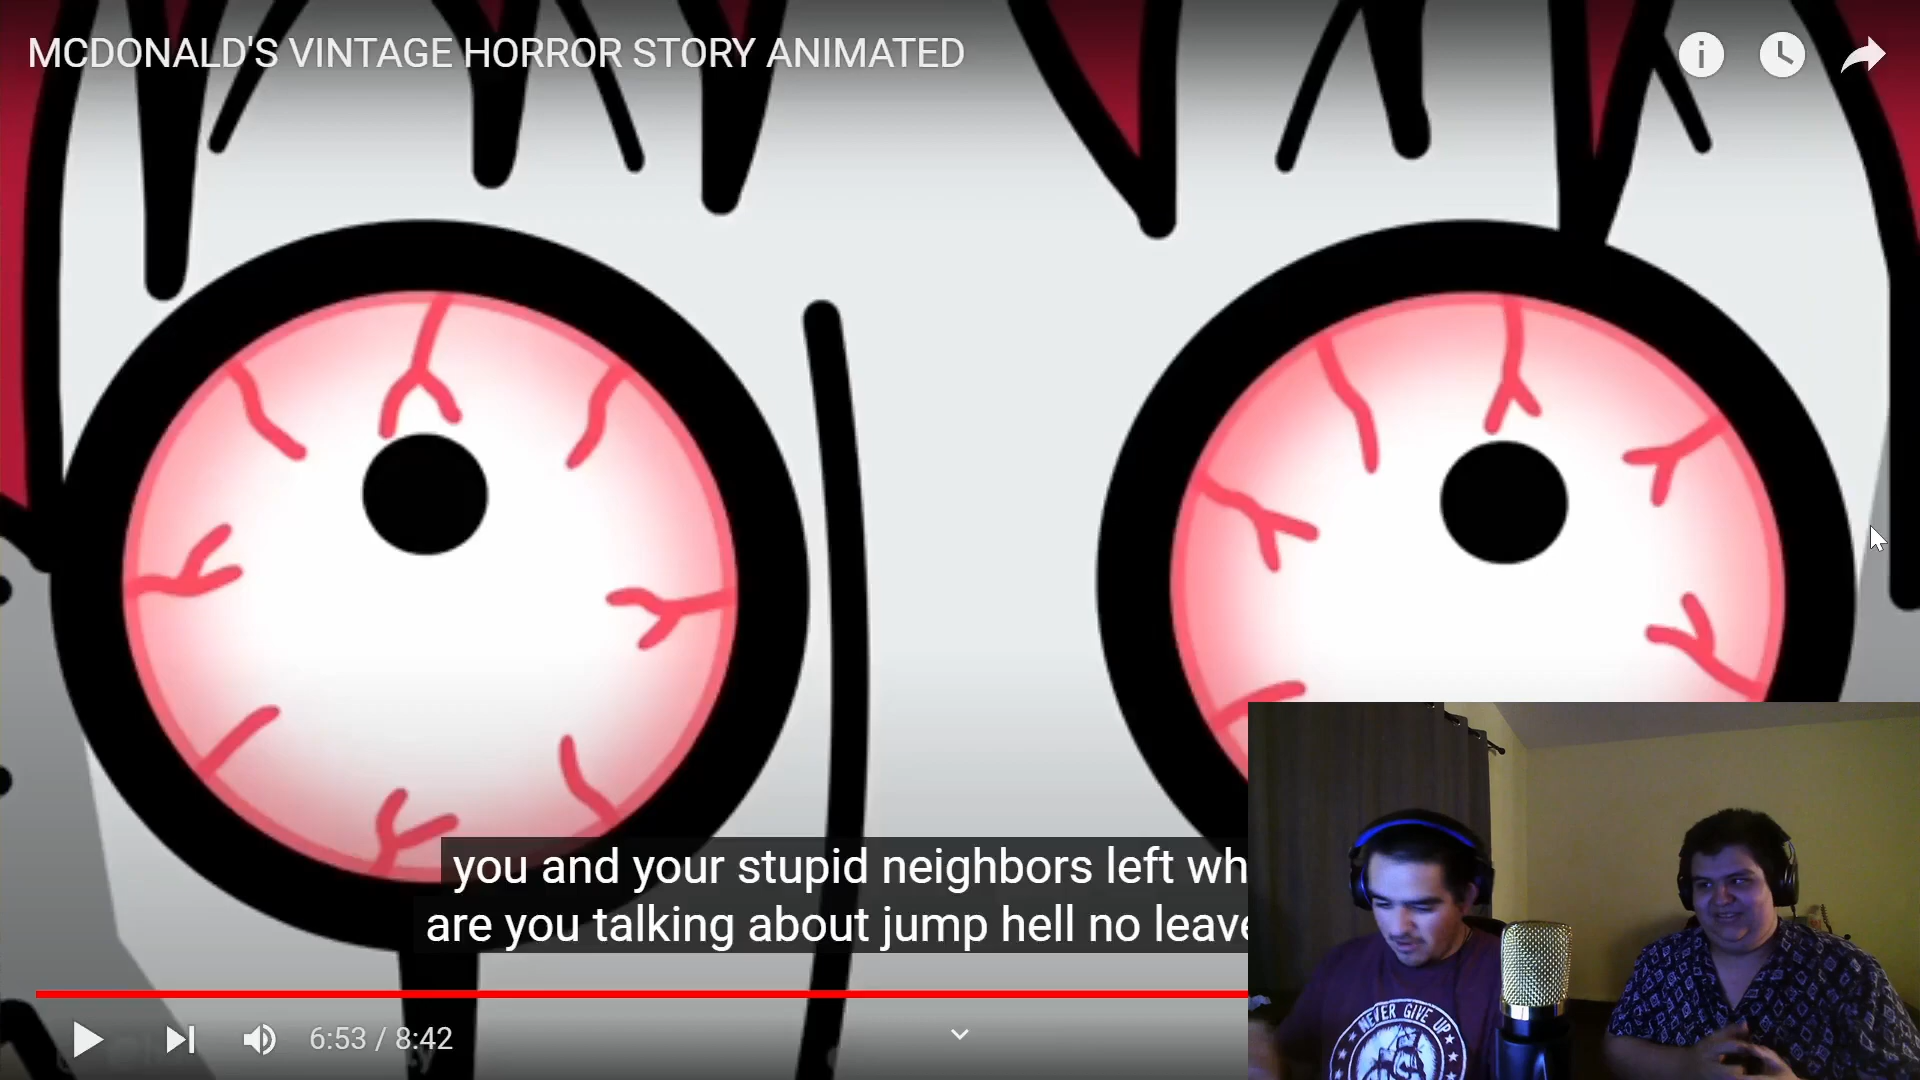 MCDONALD'S VINTAGE HORROR STORY ANIMATED
you and your stupid neighbors left wh
are you talking about jump hell no leave
6:53 / 8:42
NEVER GIVE UP